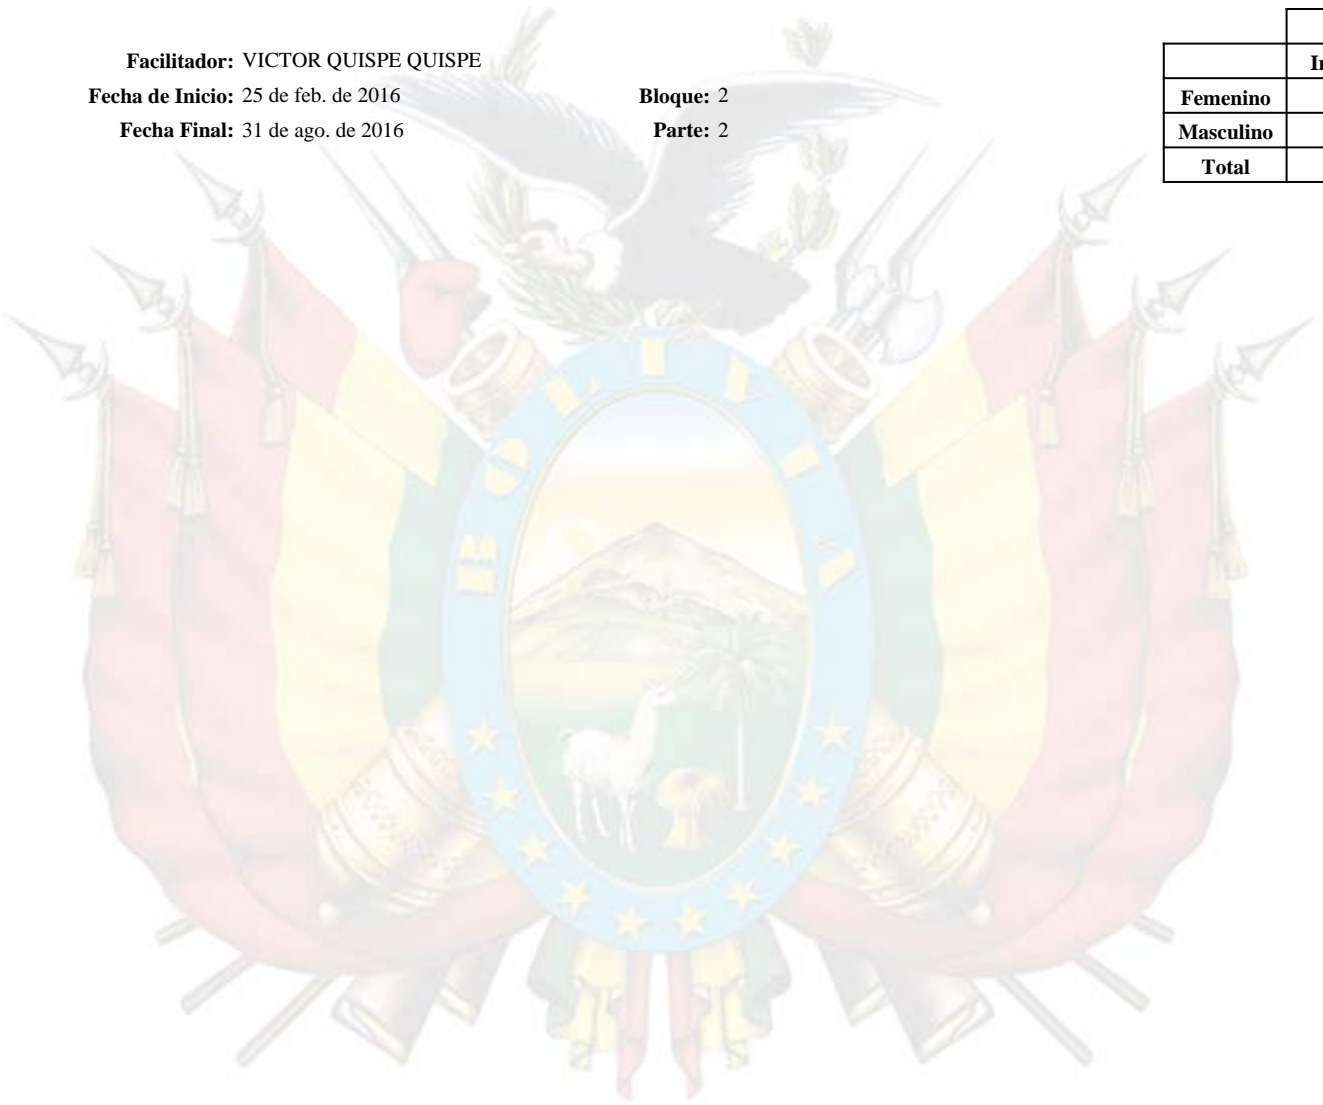 Facilitador: VICTOR QUISPE QUISPE
Fecha de Inicio: 25 de feb. de 2016 Bloque: 2
Fecha Final: 31 de ago. de 2016 Parte: 2
Femenino
Masculino
Total
BOLIVIA